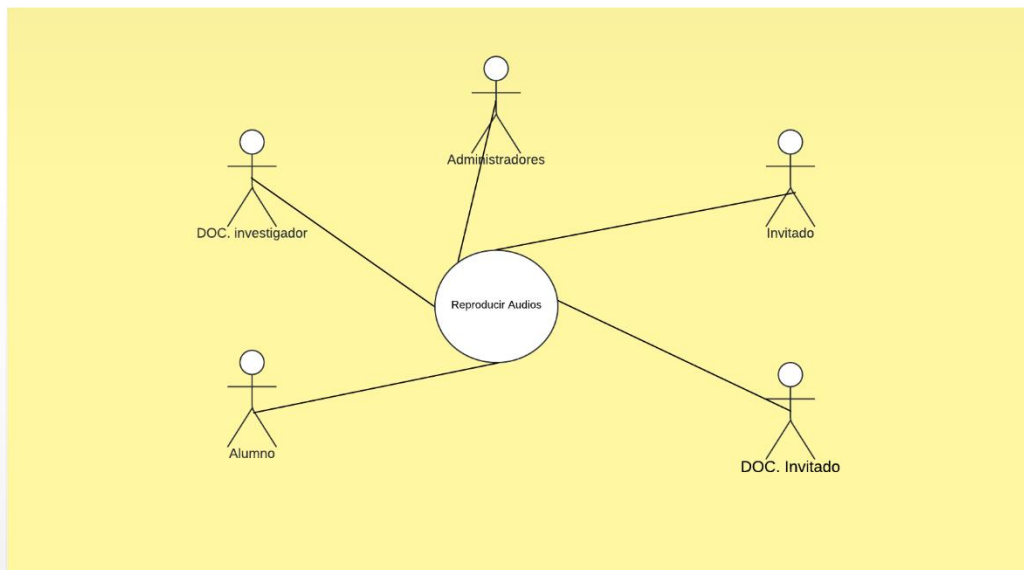 Administradores
DOC. investigador
Invitado
Reproducir Audios
Alumno
DOC. Invitado